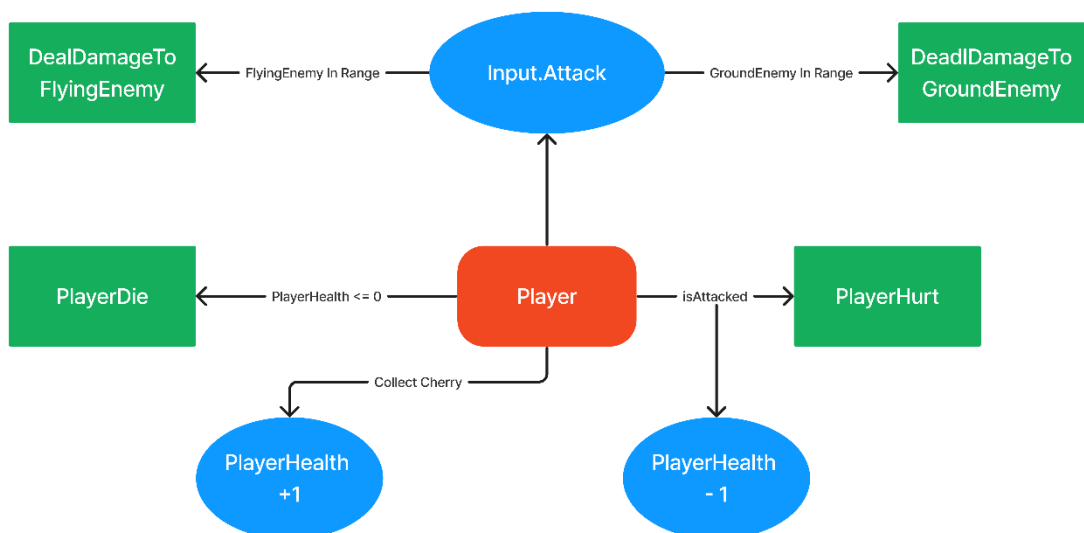 DealDamageTo
FlyingEnemy
FlyingEnemy In Range
Input.Attack
GroundEnemy In Range
DeadlDamageTo
GroundEnemy
PlayerDie
PlayerHealth <= 0
Player
isAttacked
PlayerHurt
Collect Cherry
PlayerHealth
+1
PlayerHealth
- 1